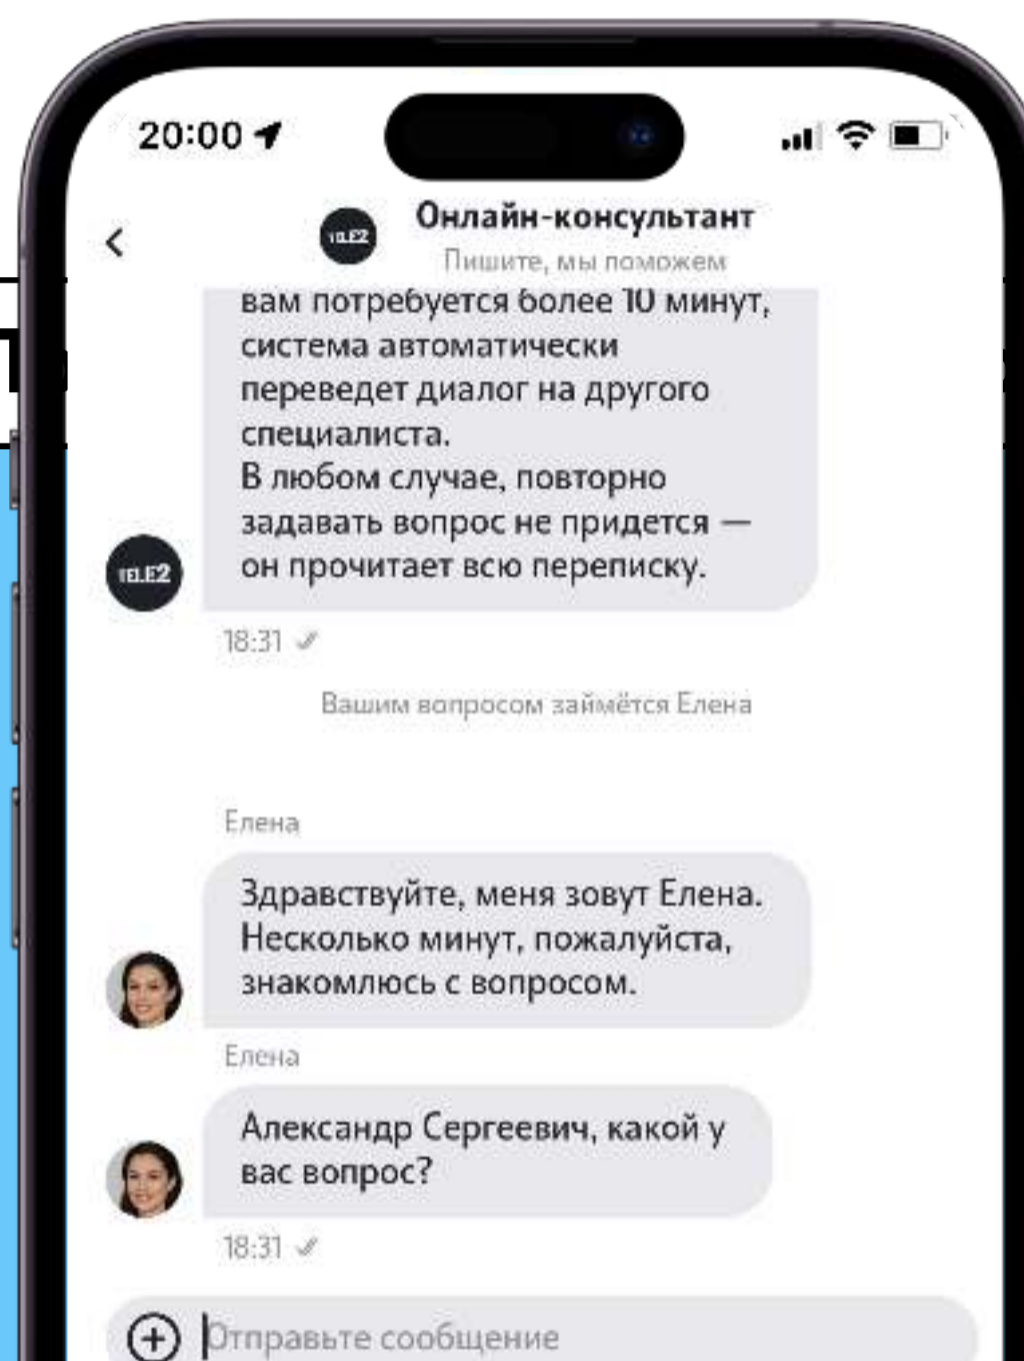 20:00
TELE2
Онлайн-консультант
Пишите, мы поможем
вам потребуется более 10 минут,
система автоматически
переведет диалог на другого
специалиста.
В любом случае, повторно
задавать вопрос не придется —
он прочитает всю переписку.
TELE2
18:31
Вашим вопросом займётся Елена
Елена
Здравствуйте, меня зовут Елена.
Несколько минут, пожалуйста,
знакомлюсь с вопросом.
Елена
Александр Сергеевич, какой у
вас вопрос?
18:31
Отправьте сообщение